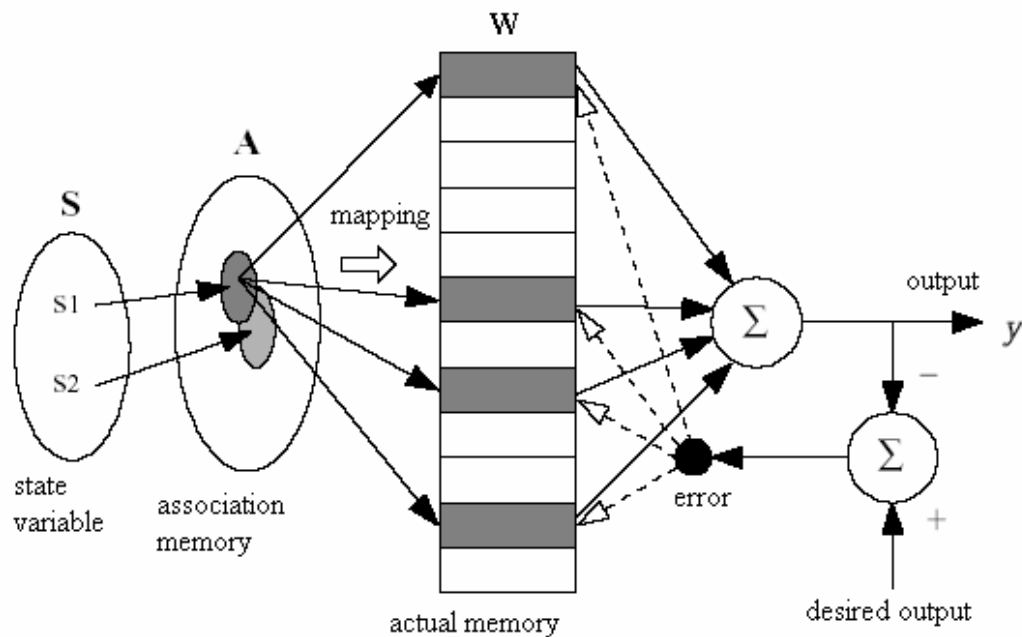 W
A
S
mapping
S1
S2
Σ
output
y
−
Σ
+
error
state
variable
association
memory
actual memory
desired output